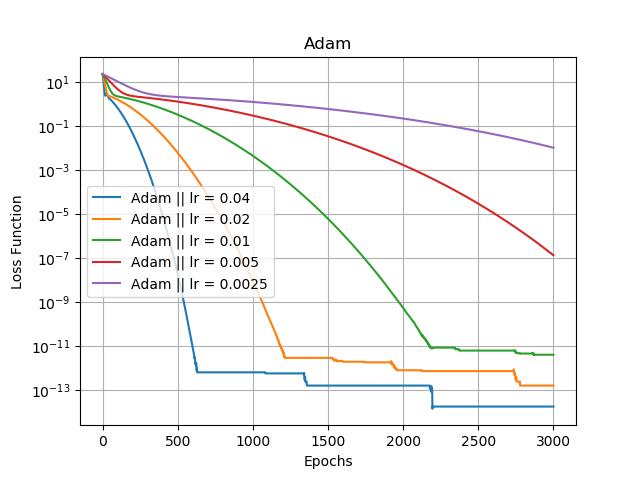 Adam
Loss Function
10^1
10^-1
10^-3
10^-5
10^-7
10^-9
10^-11
10^-13
Adam || lr = 0.04
Adam || lr = 0.02
Adam || lr = 0.01
Adam || lr = 0.005
Adam || lr = 0.0025
0 500 1000 1500 2000 2500 3000
Epochs